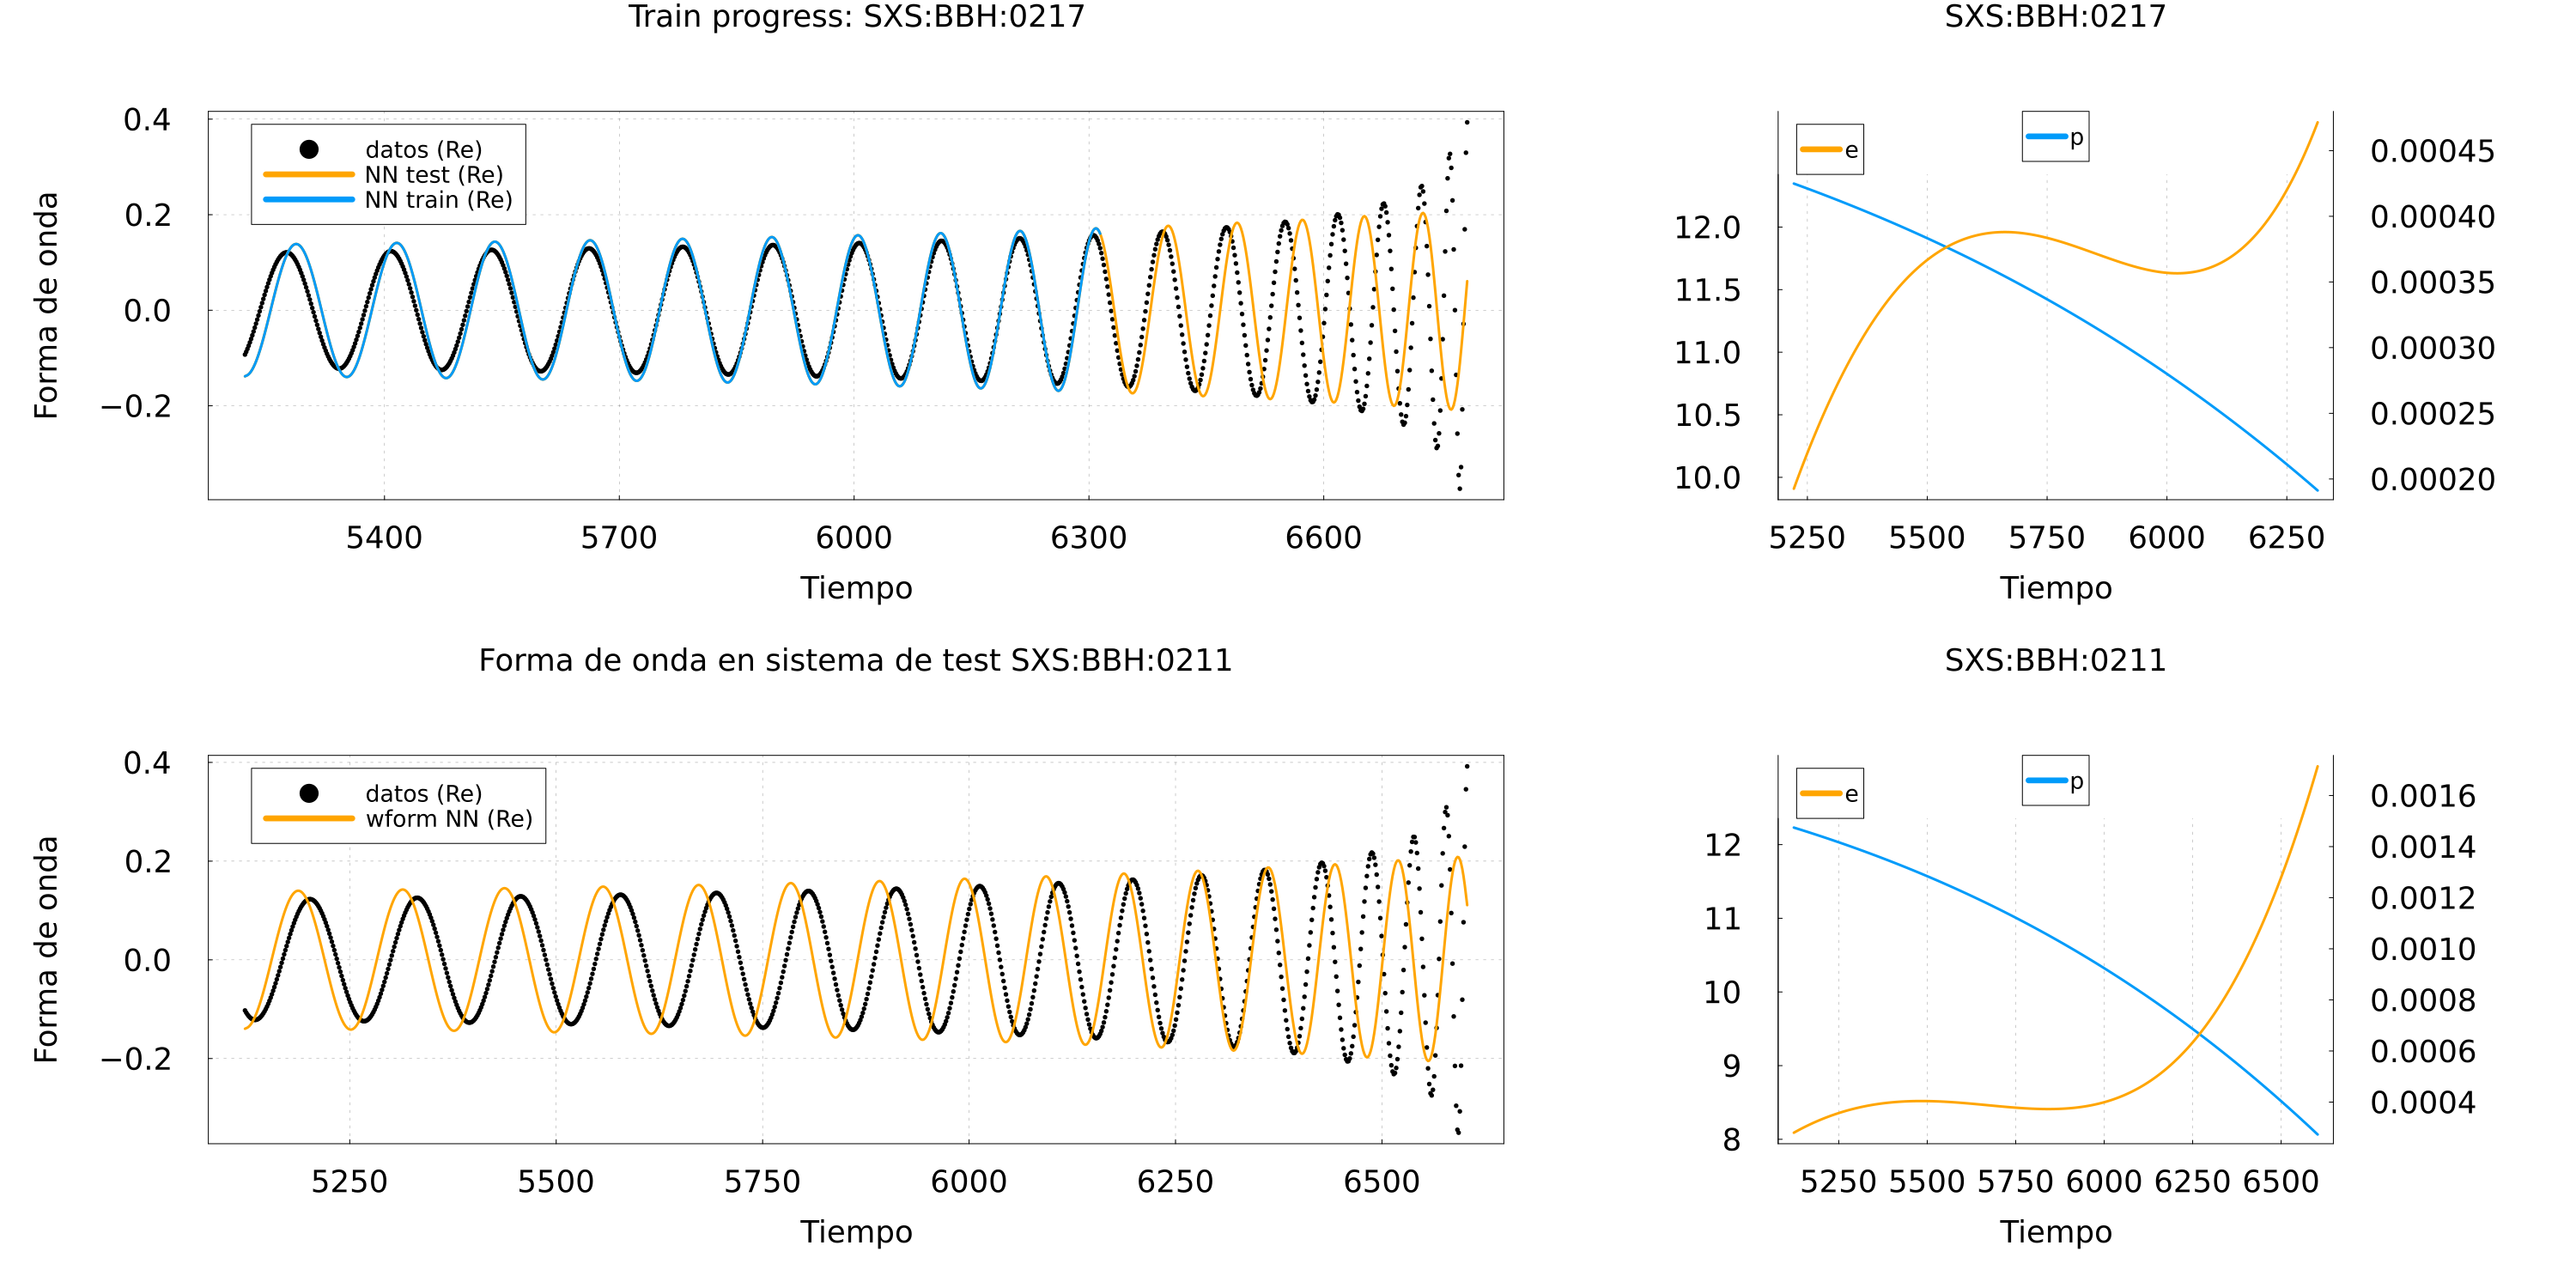 Train progress: SXS:BBH:0217
Forma de onda
0.4
0.2
0.0
−0.2
datos (Re)
NN test (Re)
NN train (Re)
5400 5700 6000 6300 6600
Tiempo
SXS:BBH:0217
12.0
11.5
11.0
10.5
10.0
e
p
0.00045
0.00040
0.00035
0.00030
0.00025
0.00020
5250 5500 5750 6000 6250
Tiempo
Forma de onda en sistema de test SXS:BBH:0211
Forma de onda
0.4
0.2
0.0
−0.2
datos (Re)
wform NN (Re)
5250 5500 5750 6000 6250 6500
Tiempo
SXS:BBH:0211
12
11
10
9
8
e
p
0.0016
0.0014
0.0012
0.0010
0.0008
0.0006
0.0004
5250 5500 5750 6000 6250 6500
Tiempo